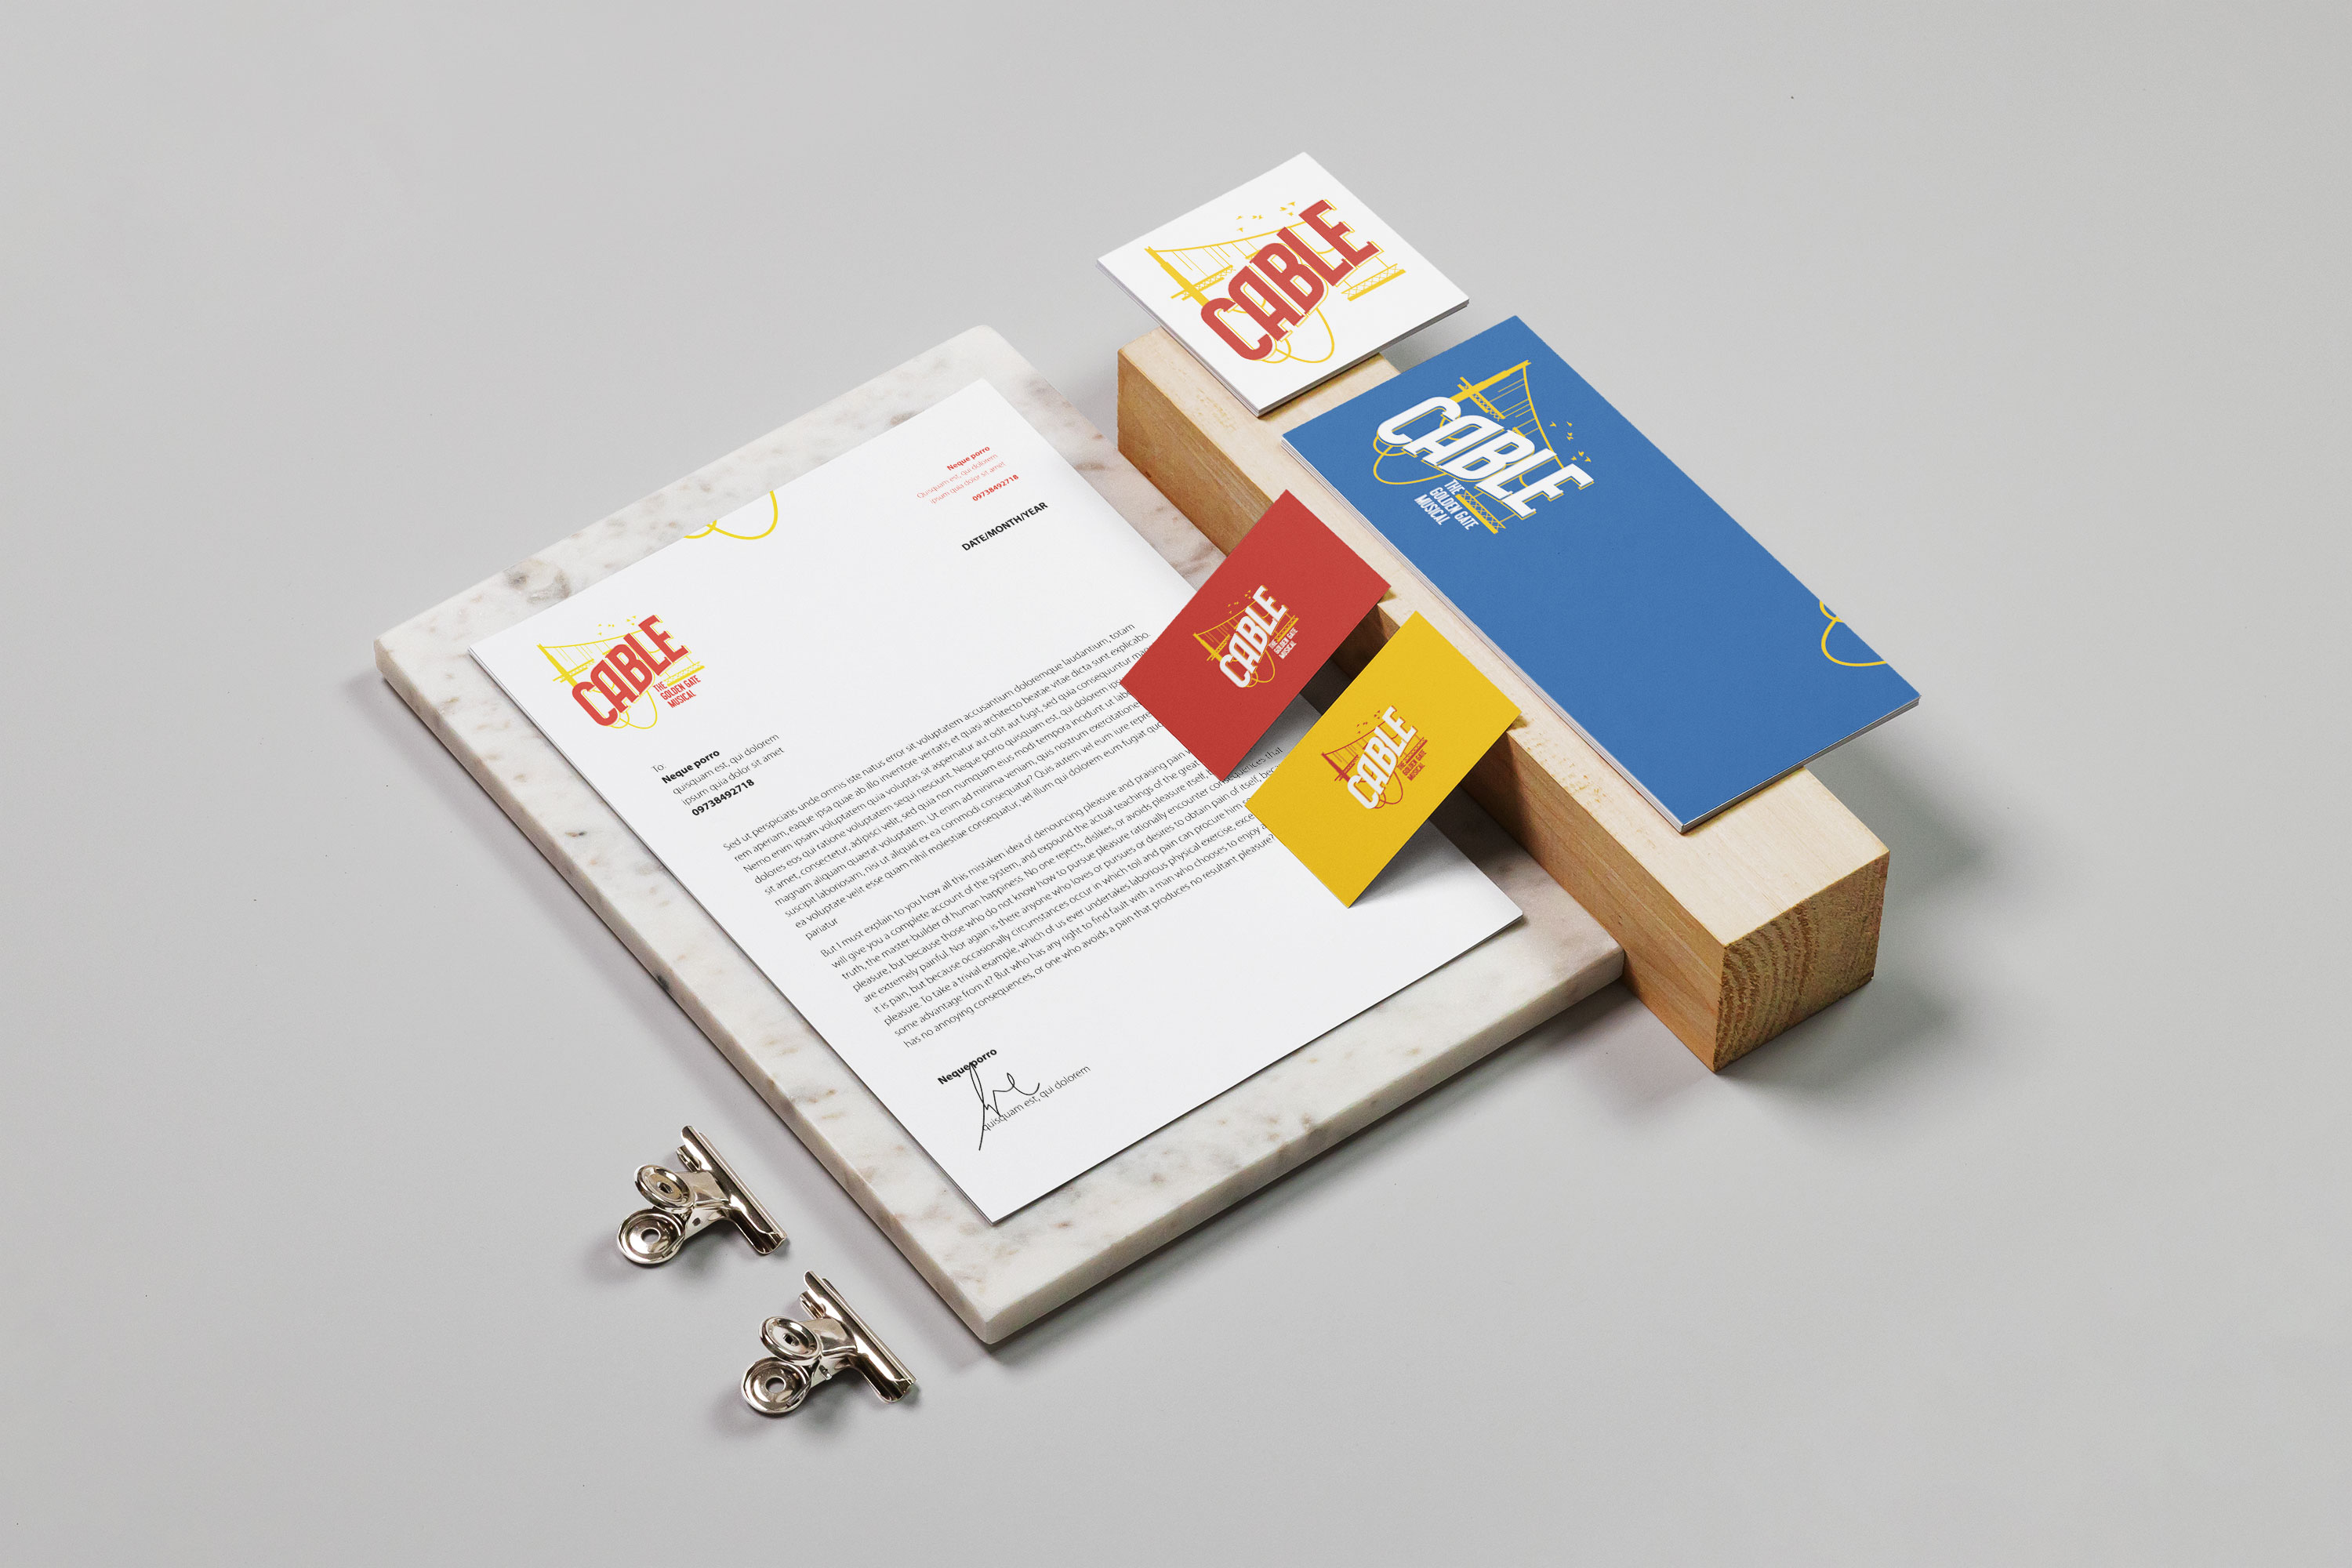 CABLE
CABLE
THE
GOLDEN GATE
MUSICAL
CABLE
THE
GOLDEN GATE
MUSICAL
CABLE
THE
GOLDEN GATE
MUSICAL
Neque porro
Quisquam est, qui dolorem
ipsum quia dolor sit amet
09738492718
DATE/MONTH/YEAR
CABLE
THE
GOLDEN GATE
MUSICAL
To:
Neque porro
quisquam est, qui dolorem
ipsum quia dolor sit amet
09738492718
Sed ut perspiciatis unde omnis iste natus error sit voluptatem accusantium doloremque laudantium, totam
rem aperiam, eaque ipsa quae ab illo inventore veritatis et quasi architecto beatae vitae dicta sunt explicabo.
Nemo enim ipsam voluptatem quia voluptas sit aspernatur aut odit aut fugit, sed quia consequuntur
dolores eos qui ratione voluptatem sequi nesciunt. Neque porro quisquam est, qui dolorem
sit amet, consectetur, adipisci velit, sed quia non numquam eius modi tempora incidunt ut
magnam aliquam quaerat voluptatem. Ut enim ad minima veniam, quis nostrum
suscipit laboriosam, nisi ut aliquid ex ea commodi consequatur? Quis autem vel eum iure
ea voluptate velit esse quam nihil molestiae consequatur, vel illum qui dolorem eum fugiat
pariatur
But I must explain to you how all this mistaken idea of denouncing pleasure and praising pain
will give you a complete account of the system, and expound the actual teachings of the great
truth, the master-builder of human happiness. No one rejects, dislikes, or avoids pleasure itself,
pleasure, but because those who do not know how to pursue pleasure rationally encounter consequences that
are extremely painful. Nor again is there anyone who loves or pursues or desires to obtain pain of itself,
it is pain, but because occasionally circumstances occur in which toil and pain can procure him
pleasure. To take a trivial example, which of us ever undertakes laborious physical exercise,
some advantage from it? But who has any right to find fault with a man who chooses to enjoy
has no annoying consequences, or one who avoids a pain that produces no resultant pleasure?
Neque porro
quisquam est, qui dolorem